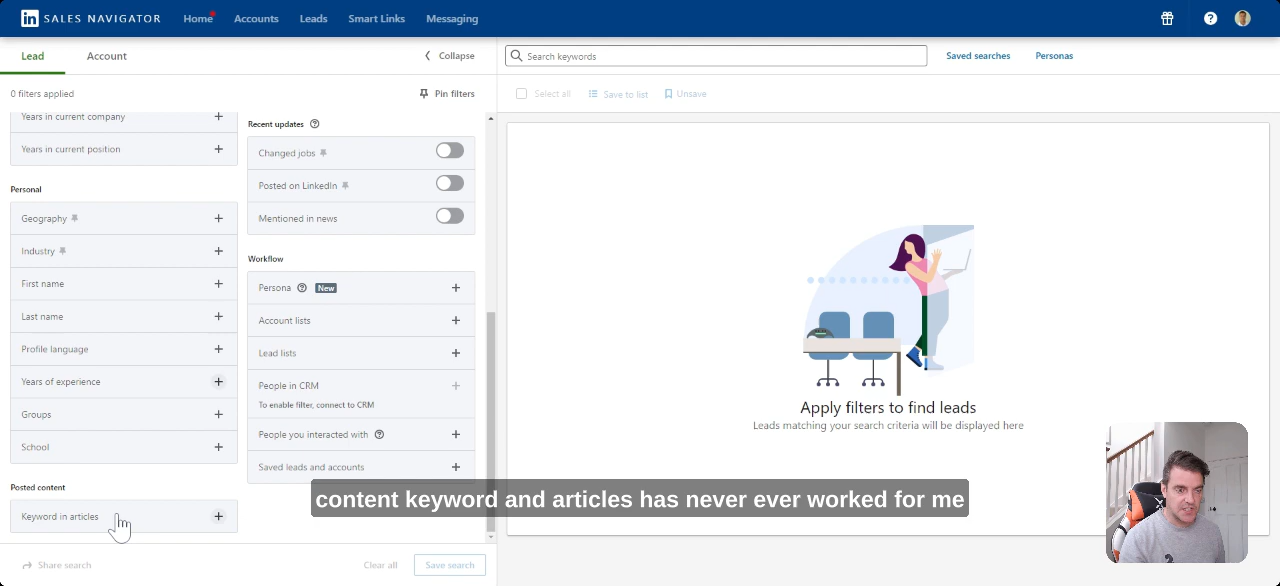 in SALES NAVIGATOR
Home
Accounts
Leads
Smart Links
Messaging
Lead
Account
Collapse
Search keywords
Saved searches
Personas
0 filters applied
Pin filters
Select all
Save to list
Unsave
Years in current company
Years in current position
Personal
Geography
Industry
First name
Last name
Profile language
Years of experience
Groups
School
Posted content
Keyword in articles
Recent updates
Changed jobs
Posted on LinkedIn
Mentioned in news
Workflow
Persona New
Account lists
Lead lists
People in CRM
To enable filter, connect to CRM
People you interacted with
Saved leads and accounts
Apply filters to find leads
Leads matching your search criteria will be displayed here
content keyword and articles has never ever worked for me
Share search
Clear all
Save search